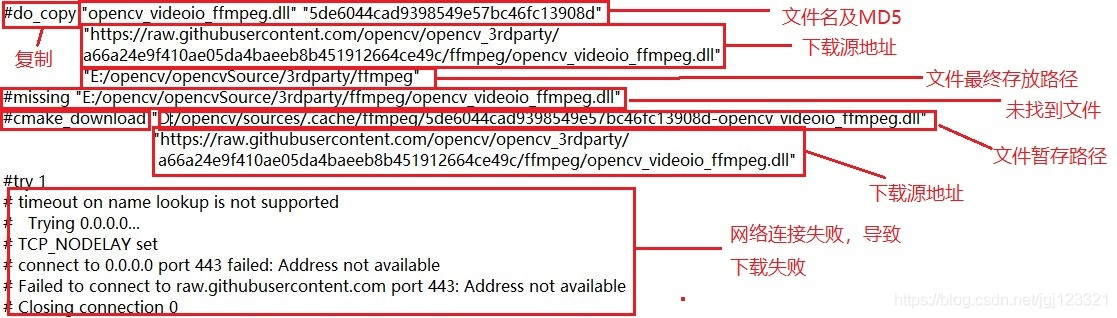 #do_copy "opencv_videoio_ffmpeg.dll" "5de6044cad9398549e57bc46fc13908d"
文件名及MD5
复制
"https://raw.githubusercontent.com/opencv/opencv_3rdparty/
a66a24e9f410ae05da4baeeb8b451912664ce49c/ffmpeg/opencv_videoio_ffmpeg.dll"
下载源地址
"E:/opencv/opencvSource/3rdparty/ffmpeg"
文件最终存放路径
#missing "E:/opencv/opencvSource/3rdparty/ffmpeg/opencv_videoio_ffmpeg.dll"
未找到文件
#cmake_download "D:/opencv/sources/.cache/ffmpeg/5de6044cad9398549e57bc46fc13908d-opencv_videoio_ffmpeg.dll"
文件暂存路径
"https://raw.githubusercontent.com/opencv/opencv_3rdparty/
a66a24e9f410ae05da4baeeb8b451912664ce49c/ffmpeg/opencv_videoio_ffmpeg.dll"
下载源地址
#try 1
# timeout on name lookup is not supported
#   Trying 0.0.0.0...
# TCP_NODELAY set
# connect to 0.0.0.0 port 443 failed: Address not available
# Failed to connect to raw.githubusercontent.com port 443: Address not available
# Closing connection 0
网络连接失败，导致
下载失败
https://blog.csdn.net/jgj123321